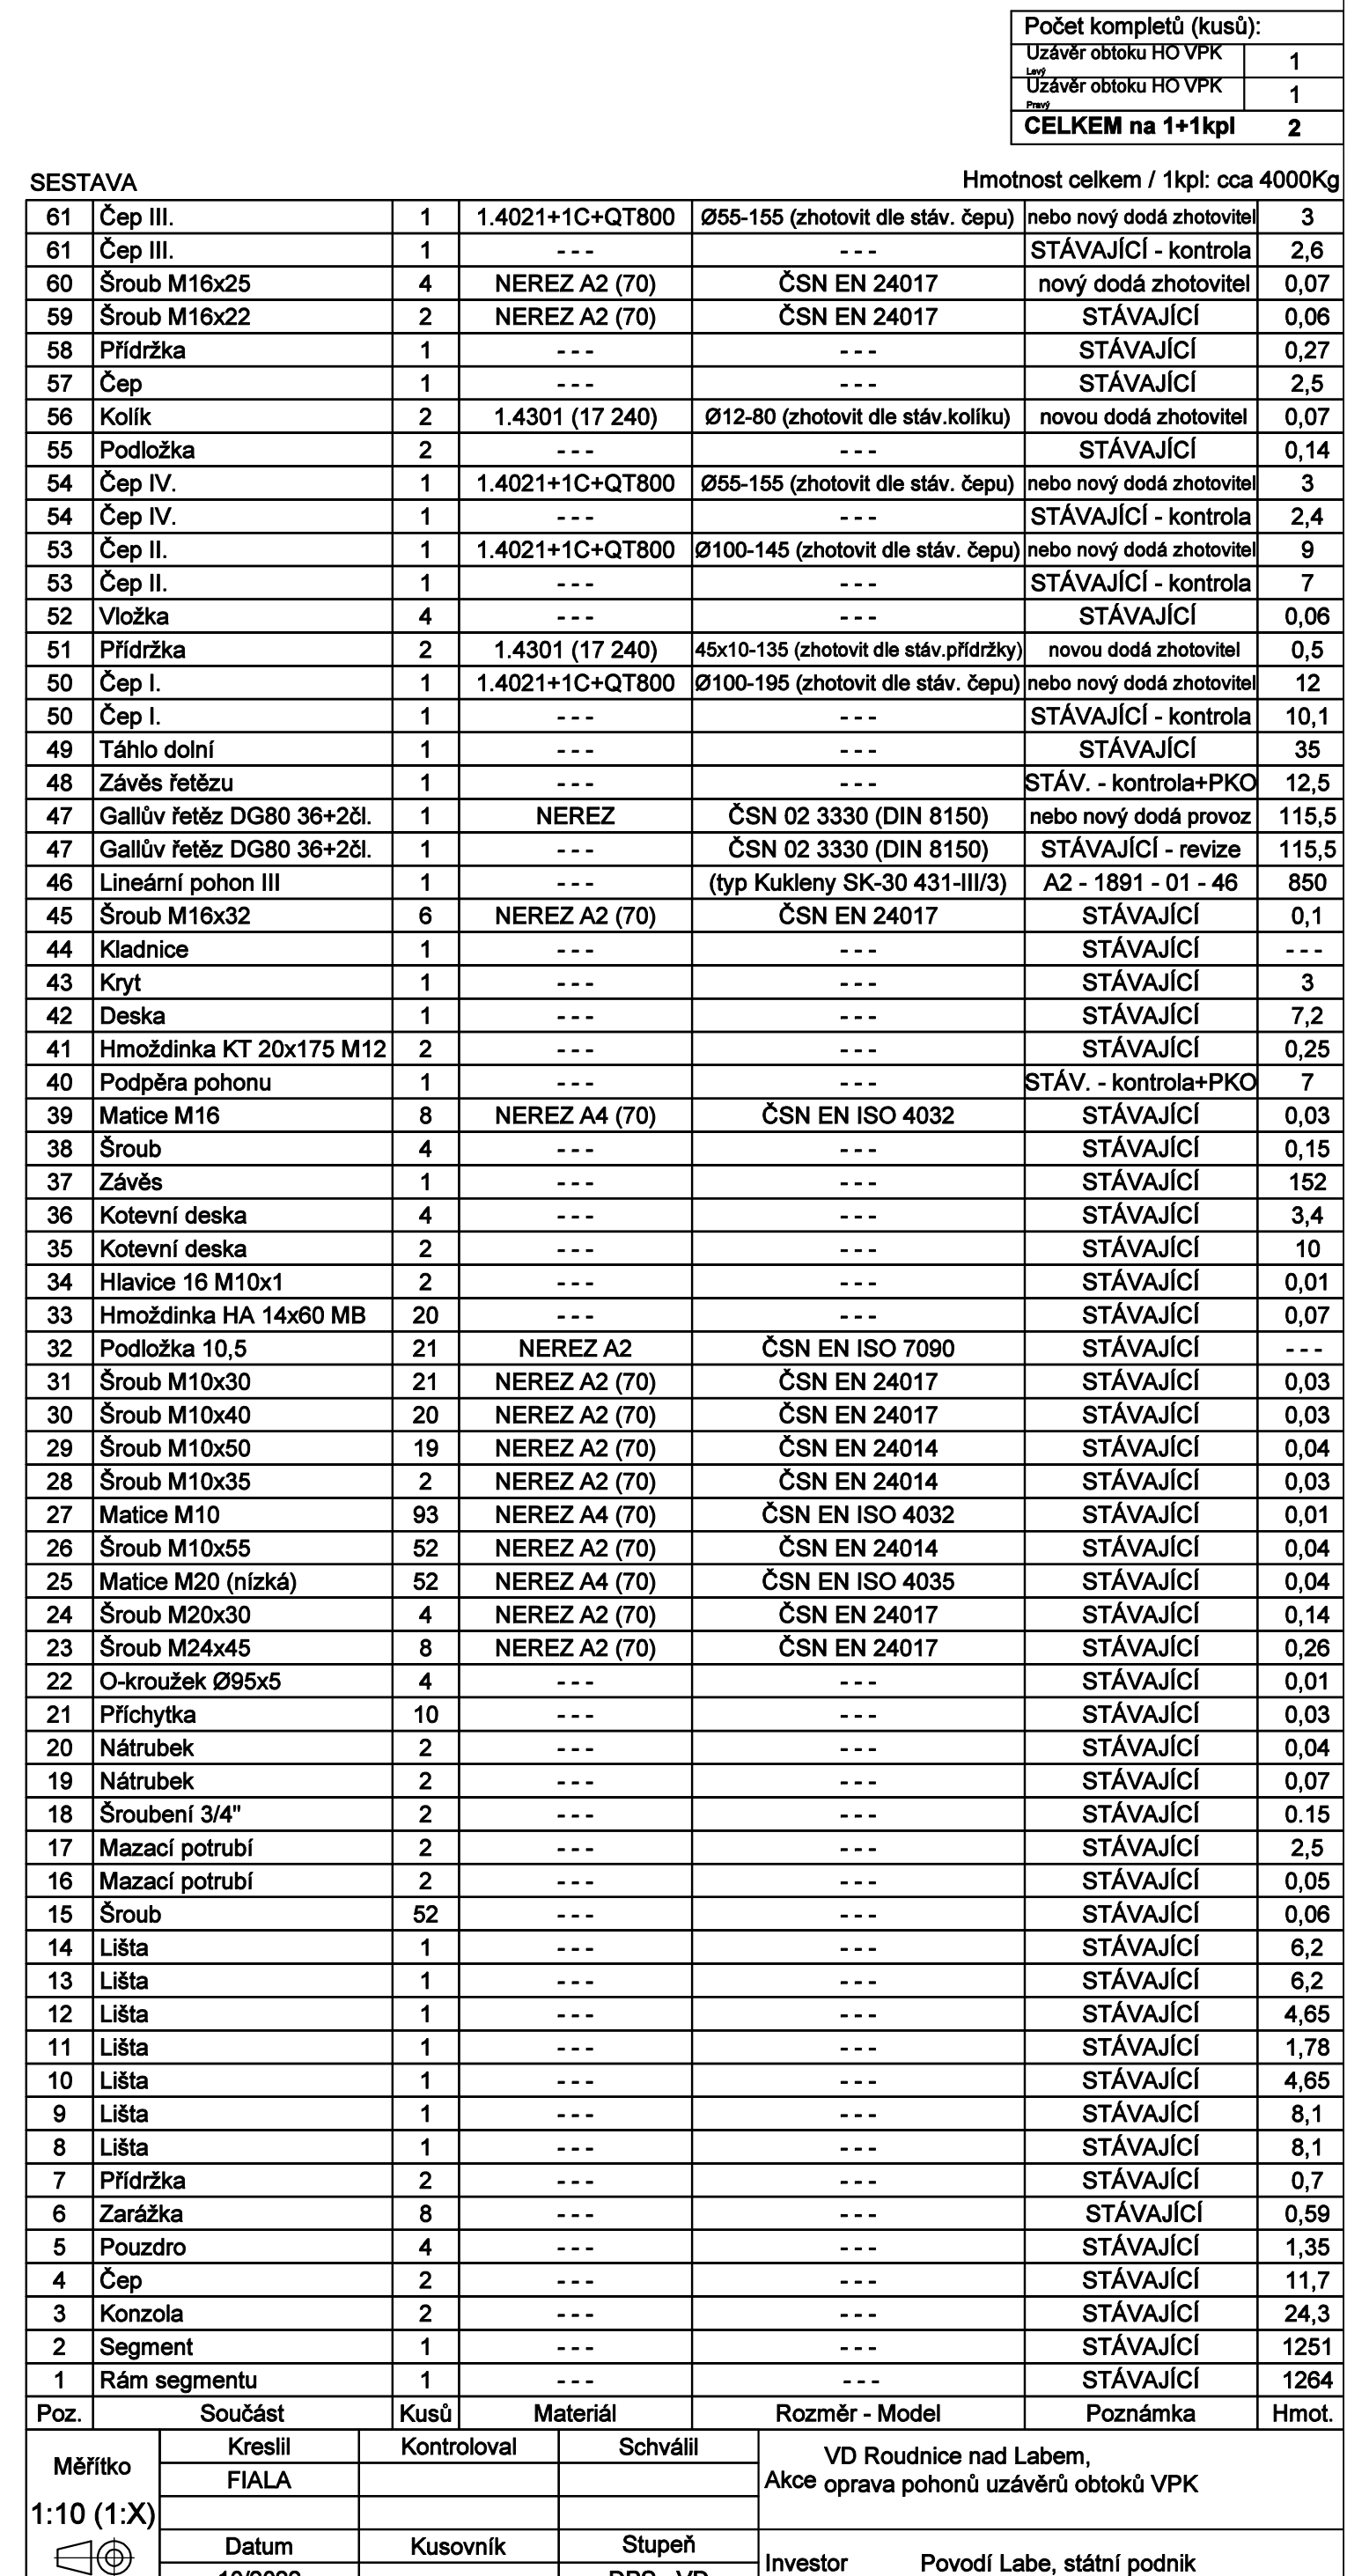 Počet kompletů (kusů):
Uzávěr obtoku HO VPK 1
Levý
Uzávěr obtoku HO VPK 1
Pravý
CELKEM na 1+1kpl 2
SESTAVA Hmotnost celkem / 1kpl: cca 4000Kg
61 Čep III. 1 1.4021+1C+QT800 Ø55-155 (zhotovit dle stáv. čepu) nebo nový dodá zhotovitel 3
61 Čep III. 1 --- --- STÁVAJÍCÍ - kontrola 2,6
60 Šroub M16x25 4 NEREZ A2 (70) ČSN EN 24017 nový dodá zhotovitel 0,07
59 Šroub M16x22 2 NEREZ A2 (70) ČSN EN 24017 STÁVAJÍCÍ 0,06
58 Přídržka 1 --- --- STÁVAJÍCÍ 0,27
57 Čep 1 --- --- STÁVAJÍCÍ 2,5
56 Kolík 2 1.4301 (17 240) Ø12-80 (zhotovit dle stáv.kolíku) novou dodá zhotovitel 0,07
55 Podložka 2 --- --- STÁVAJÍCÍ 0,14
54 Čep IV. 1 1.4021+1C+QT800 Ø55-155 (zhotovit dle stáv. čepu) nebo nový dodá zhotovitel 3
54 Čep IV. 1 --- --- STÁVAJÍCÍ - kontrola 2,4
53 Čep II. 1 1.4021+1C+QT800 Ø100-145 (zhotovit dle stáv. čepu) nebo nový dodá zhotovitel 9
53 Čep II. 1 --- --- STÁVAJÍCÍ - kontrola 7
52 Vložka 4 --- --- STÁVAJÍCÍ 0,06
51 Přídržka 2 1.4301 (17 240) 45x10-135 (zhotovit dle stáv.přídržky) novou dodá zhotovitel 0,5
50 Čep I. 1 1.4021+1C+QT800 Ø100-195 (zhotovit dle stáv. čepu) nebo nový dodá zhotovitel 12
50 Čep I. 1 --- --- STÁVAJÍCÍ - kontrola 10,1
49 Táhlo dolní 1 --- --- STÁVAJÍCÍ 35
48 Závěs řetězu 1 --- --- STÁV. - kontrola+PKO 12,5
47 Gallův řetěz DG80 36+2čl. 1 NEREZ ČSN 02 3330 (DIN 8150) nebo nový dodá provoz 115,5
47 Gallův řetěz DG80 36+2čl. 1 --- ČSN 02 3330 (DIN 8150) STÁVAJÍCÍ - revize 115,5
46 Lineární pohon III 1 --- (typ Kukleny SK-30 431-III/3) A2 - 1891 - 01 - 46 850
45 Šroub M16x32 6 NEREZ A2 (70) ČSN EN 24017 STÁVAJÍCÍ 0,1
44 Kladnice 1 --- --- STÁVAJÍCÍ ---
43 Kryt 1 --- --- STÁVAJÍCÍ 3
42 Deska 1 --- --- STÁVAJÍCÍ 7,2
41 Hmoždinka KT 20x175 M12 2 --- --- STÁVAJÍCÍ 0,25
40 Podpěra pohonu 1 --- --- STÁV. - kontrola+PKO 7
39 Matice M16 8 NEREZ A4 (70) ČSN EN ISO 4032 STÁVAJÍCÍ 0,03
38 Šroub 4 --- --- STÁVAJÍCÍ 0,15
37 Závěs 1 --- --- STÁVAJÍCÍ 152
36 Kotevní deska 4 --- --- STÁVAJÍCÍ 3,4
35 Kotevní deska 2 --- --- STÁVAJÍCÍ 10
34 Hlavice 16 M10x1 2 --- --- STÁVAJÍCÍ 0,01
33 Hmoždinka HA 14x60 MB 20 --- --- STÁVAJÍCÍ 0,07
32 Podložka 10,5 21 NEREZ A2 ČSN EN ISO 7090 STÁVAJÍCÍ ---
31 Šroub M10x30 21 NEREZ A2 (70) ČSN EN 24017 STÁVAJÍCÍ 0,03
30 Šroub M10x40 20 NEREZ A2 (70) ČSN EN 24017 STÁVAJÍCÍ 0,03
29 Šroub M10x50 19 NEREZ A2 (70) ČSN EN 24014 STÁVAJÍCÍ 0,04
28 Šroub M10x35 2 NEREZ A2 (70) ČSN EN 24014 STÁVAJÍCÍ 0,03
27 Matice M10 93 NEREZ A4 (70) ČSN EN ISO 4032 STÁVAJÍCÍ 0,01
26 Šroub M10x55 52 NEREZ A2 (70) ČSN EN 24014 STÁVAJÍCÍ 0,04
25 Matice M20 (nízká) 52 NEREZ A4 (70) ČSN EN ISO 4035 STÁVAJÍCÍ 0,04
24 Šroub M20x30 4 NEREZ A2 (70) ČSN EN 24017 STÁVAJÍCÍ 0,14
23 Šroub M24x45 8 NEREZ A2 (70) ČSN EN 24017 STÁVAJÍCÍ 0,26
22 O-kroužek Ø95x5 4 --- --- STÁVAJÍCÍ 0,01
21 Příchytka 10 --- --- STÁVAJÍCÍ 0,03
20 Nátrubek 2 --- --- STÁVAJÍCÍ 0,04
19 Nátrubek 2 --- --- STÁVAJÍCÍ 0,07
18 Šroubení 3/4" 2 --- --- STÁVAJÍCÍ 0.15
17 Mazací potrubí 2 --- --- STÁVAJÍCÍ 2,5
16 Mazací potrubí 2 --- --- STÁVAJÍCÍ 0,05
15 Šroub 52 --- --- STÁVAJÍCÍ 0,06
14 Lišta 1 --- --- STÁVAJÍCÍ 6,2
13 Lišta 1 --- --- STÁVAJÍCÍ 6,2
12 Lišta 1 --- --- STÁVAJÍCÍ 4,65
11 Lišta 1 --- --- STÁVAJÍCÍ 1,78
10 Lišta 1 --- --- STÁVAJÍCÍ 4,65
9 Lišta 1 --- --- STÁVAJÍCÍ 8,1
8 Lišta 1 --- --- STÁVAJÍCÍ 8,1
7 Přídržka 2 --- --- STÁVAJÍCÍ 0,7
6 Zarážka 8 --- --- STÁVAJÍCÍ 0,59
5 Pouzdro 4 --- --- STÁVAJÍCÍ 1,35
4 Čep 2 --- --- STÁVAJÍCÍ 11,7
3 Konzola 2 --- --- STÁVAJÍCÍ 24,3
2 Segment 1 --- --- STÁVAJÍCÍ 1251
1 Rám segmentu 1 --- --- STÁVAJÍCÍ 1264
Poz. Součást Kusů Materiál Rozměr - Model Poznámka Hmot.
Měřítko Kreslil Kontroloval Schválil
FIALA
1:10 (1:X)
Akce VD Roudnice nad Labem,
oprava pohonů uzávěrů obtoků VPK
Datum Kusovník Stupeň
Investor Povodí Labe, státní podnik